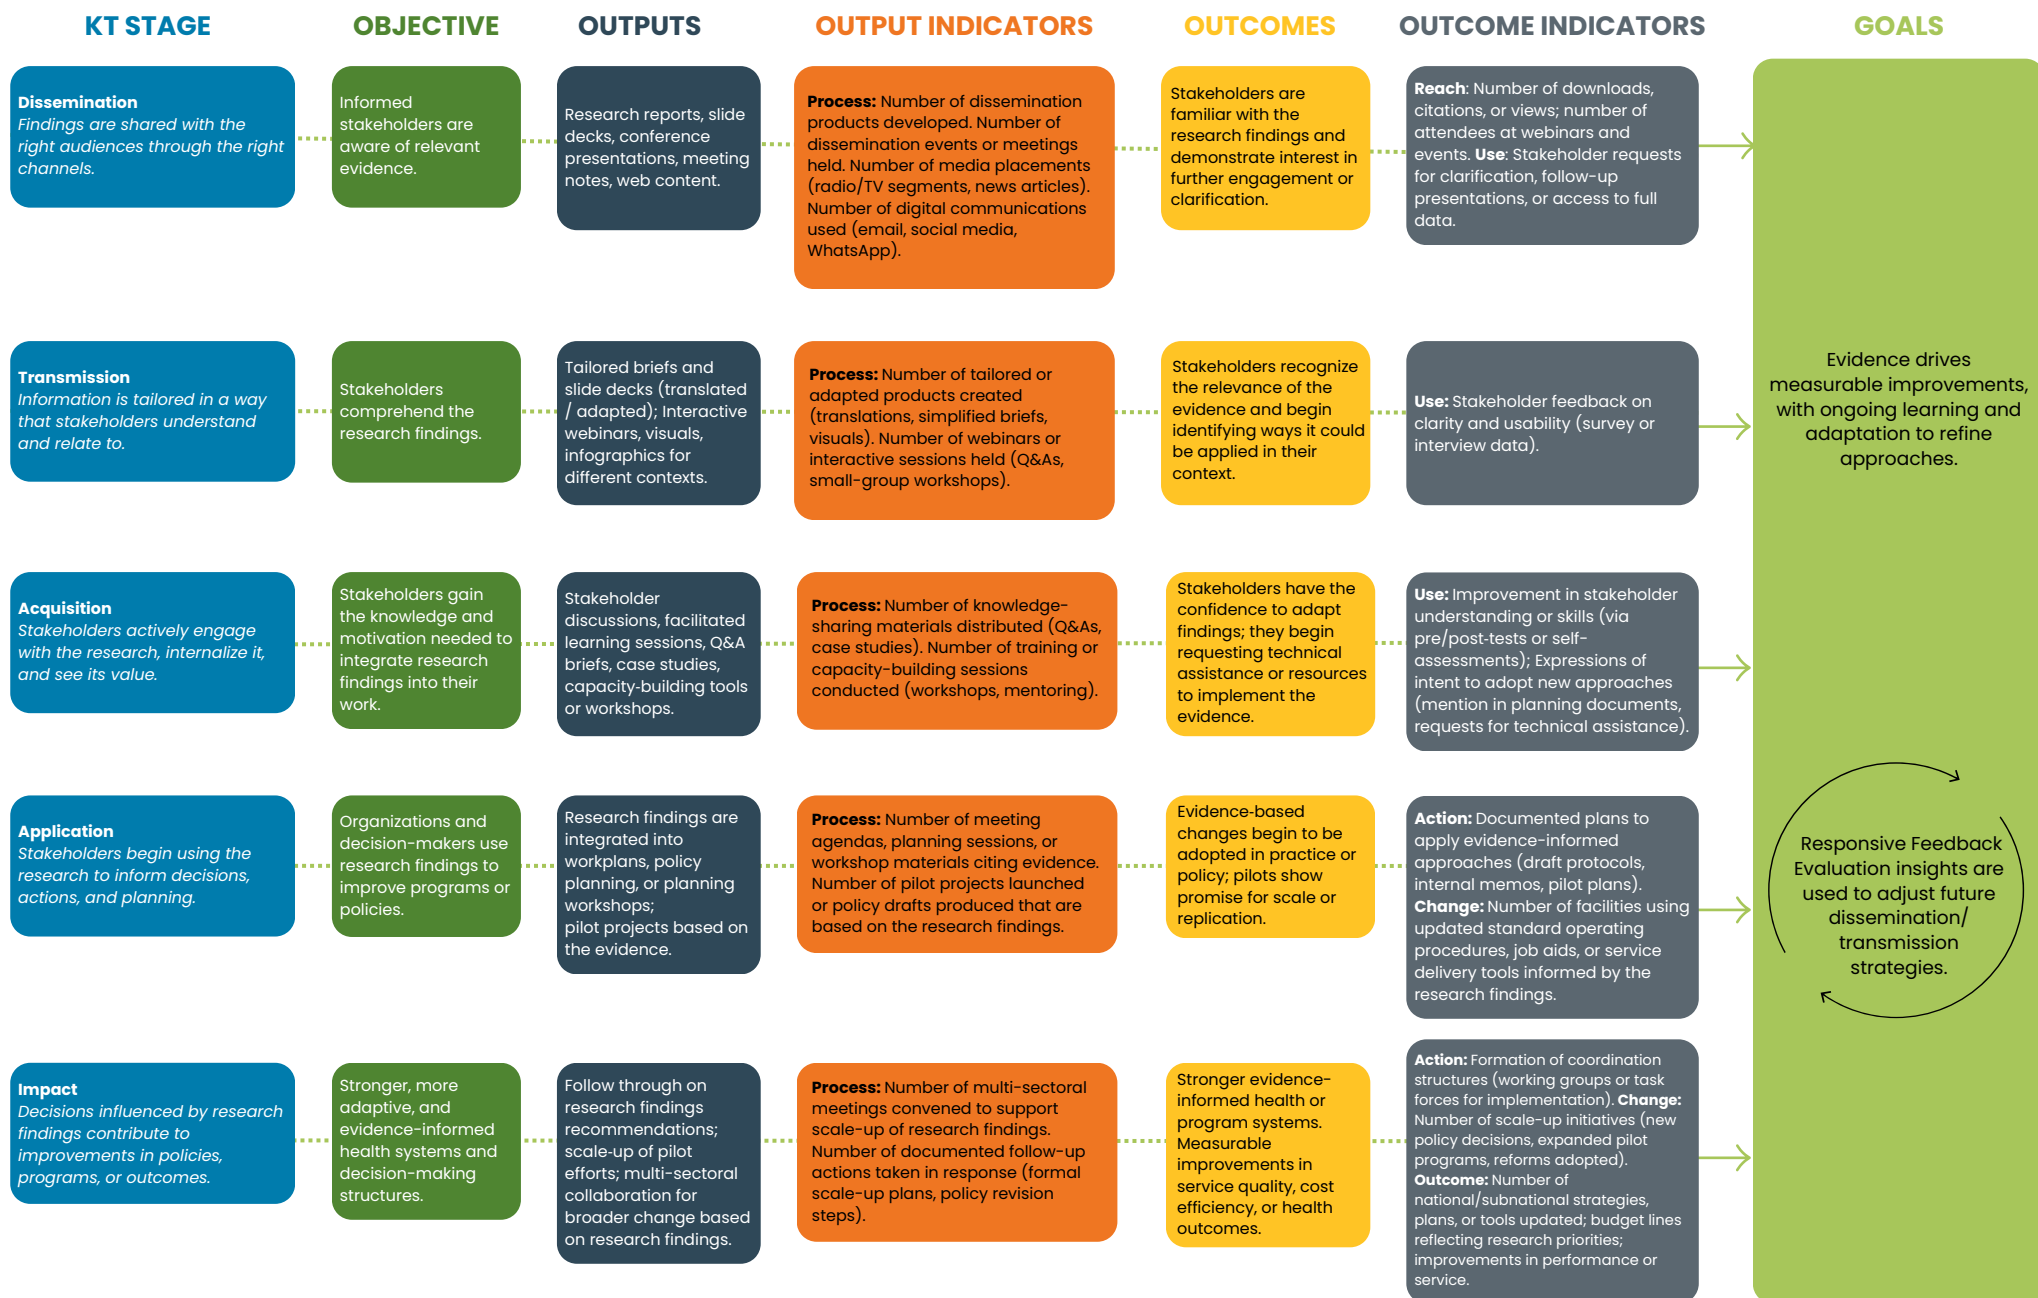 KT STAGE
OBJECTIVE
OUTPUTS
OUTPUT INDICATORS
OUTCOMES
OUTCOME INDICATORS
GOALS
Dissemination
Findings are shared with the
right audiences through the right
channels.
Informed
stakeholders are
aware of relevant
evidence.
Research reports, slide
decks, conference
presentations, meeting
notes, web content.
Process: Number of dissemination
products developed. Number of
dissemination events or meetings
held. Number of media placements
(radio/TV segments, news articles).
Number of digital communications
used (email, social media,
WhatsApp).
Stakeholders are
familiar with the
research findings and
demonstrate interest in
further engagement or
clarification.
Reach: Number of downloads,
citations, or views; number of
attendees at webinars and
events. Use: Stakeholder requests
for clarification, follow-up
presentations, or access to full
data.
Transmission
Information is tailored in a way
that stakeholders understand
and relate to.
Stakeholders
comprehend the
research findings.
Tailored briefs and
slide decks (translated
/ adapted); Interactive
webinars, visuals,
infographics for
different contexts.
Process: Number of tailored or
adapted products created
(translations, simplified briefs,
visuals). Number of webinars or
interactive sessions held (Q&As,
small-group workshops).
Stakeholders recognize
the relevance of the
evidence and begin
identifying ways it could
be applied in their
context.
Use: Stakeholder feedback on
clarity and usability (survey or
interview data).
Evidence drives
measurable improvements,
with ongoing learning and
adaptation to refine
approaches.
Acquisition
Stakeholders actively engage
with the research, internalize it,
and see its value.
Stakeholders gain
the knowledge and
motivation needed to
integrate research
findings into their
work.
Stakeholder
discussions, facilitated
learning sessions, Q&A
briefs, case studies,
capacity-building tools
or workshops.
Process: Number of knowledge-
sharing materials distributed (Q&As,
case studies). Number of training or
capacity-building sessions
conducted (workshops, mentoring).
Stakeholders have the
confidence to adapt
findings; they begin
requesting technical
assistance or resources
to implement the
evidence.
Use: Improvement in stakeholder
understanding or skills (via
pre/post-tests or self-
assessments); Expressions of
intent to adopt new approaches
(mention in planning documents,
requests for technical assistance).
Application
Stakeholders begin using the
research to inform decisions,
actions, and planning.
Organizations and
decision-makers use
research findings to
improve programs or
policies.
Research findings are
integrated into
workplans, policy
planning, or planning
workshops;
pilot projects based on
the evidence.
Process: Number of meeting
agendas, planning sessions, or
workshop materials citing evidence.
Number of pilot projects launched
or policy drafts produced that are
based on the research findings.
Evidence-based
changes begin to be
adopted in practice or
policy; pilots show
promise for scale or
replication.
Action: Documented plans to
apply evidence-informed
approaches (draft protocols,
internal memos, pilot plans).
Change: Number of facilities using
updated standard operating
procedures, job aids, or service
delivery tools informed by the
research findings.
Responsive Feedback
Evaluation insights are
used to adjust future
dissemination/
transmission
strategies.
Impact
Decisions influenced by research
findings contribute to
improvements in policies,
programs, or outcomes.
Stronger, more
adaptive, and
evidence-informed
health systems and
decision-making
structures.
Follow through on
research findings
recommendations;
scale-up of pilot
efforts; multi-sectoral
collaboration for
broader change based
on research findings.
Process: Number of multi-sectoral
meetings convened to support
scale-up of research findings.
Number of documented follow-up
actions taken in response (formal
scale-up plans, policy revision
steps).
Stronger evidence-
informed health or
program systems.
Measurable
improvements in
service quality, cost
efficiency, or health
outcomes.
Action: Formation of coordination
structures (working groups or task
forces for implementation). Change:
Number of scale-up initiatives (new
policy decisions, expanded pilot
programs, reforms adopted).
Outcome: Number of
national/subnational strategies,
plans, or tools updated; budget lines
reflecting research priorities;
improvements in performance or
service.